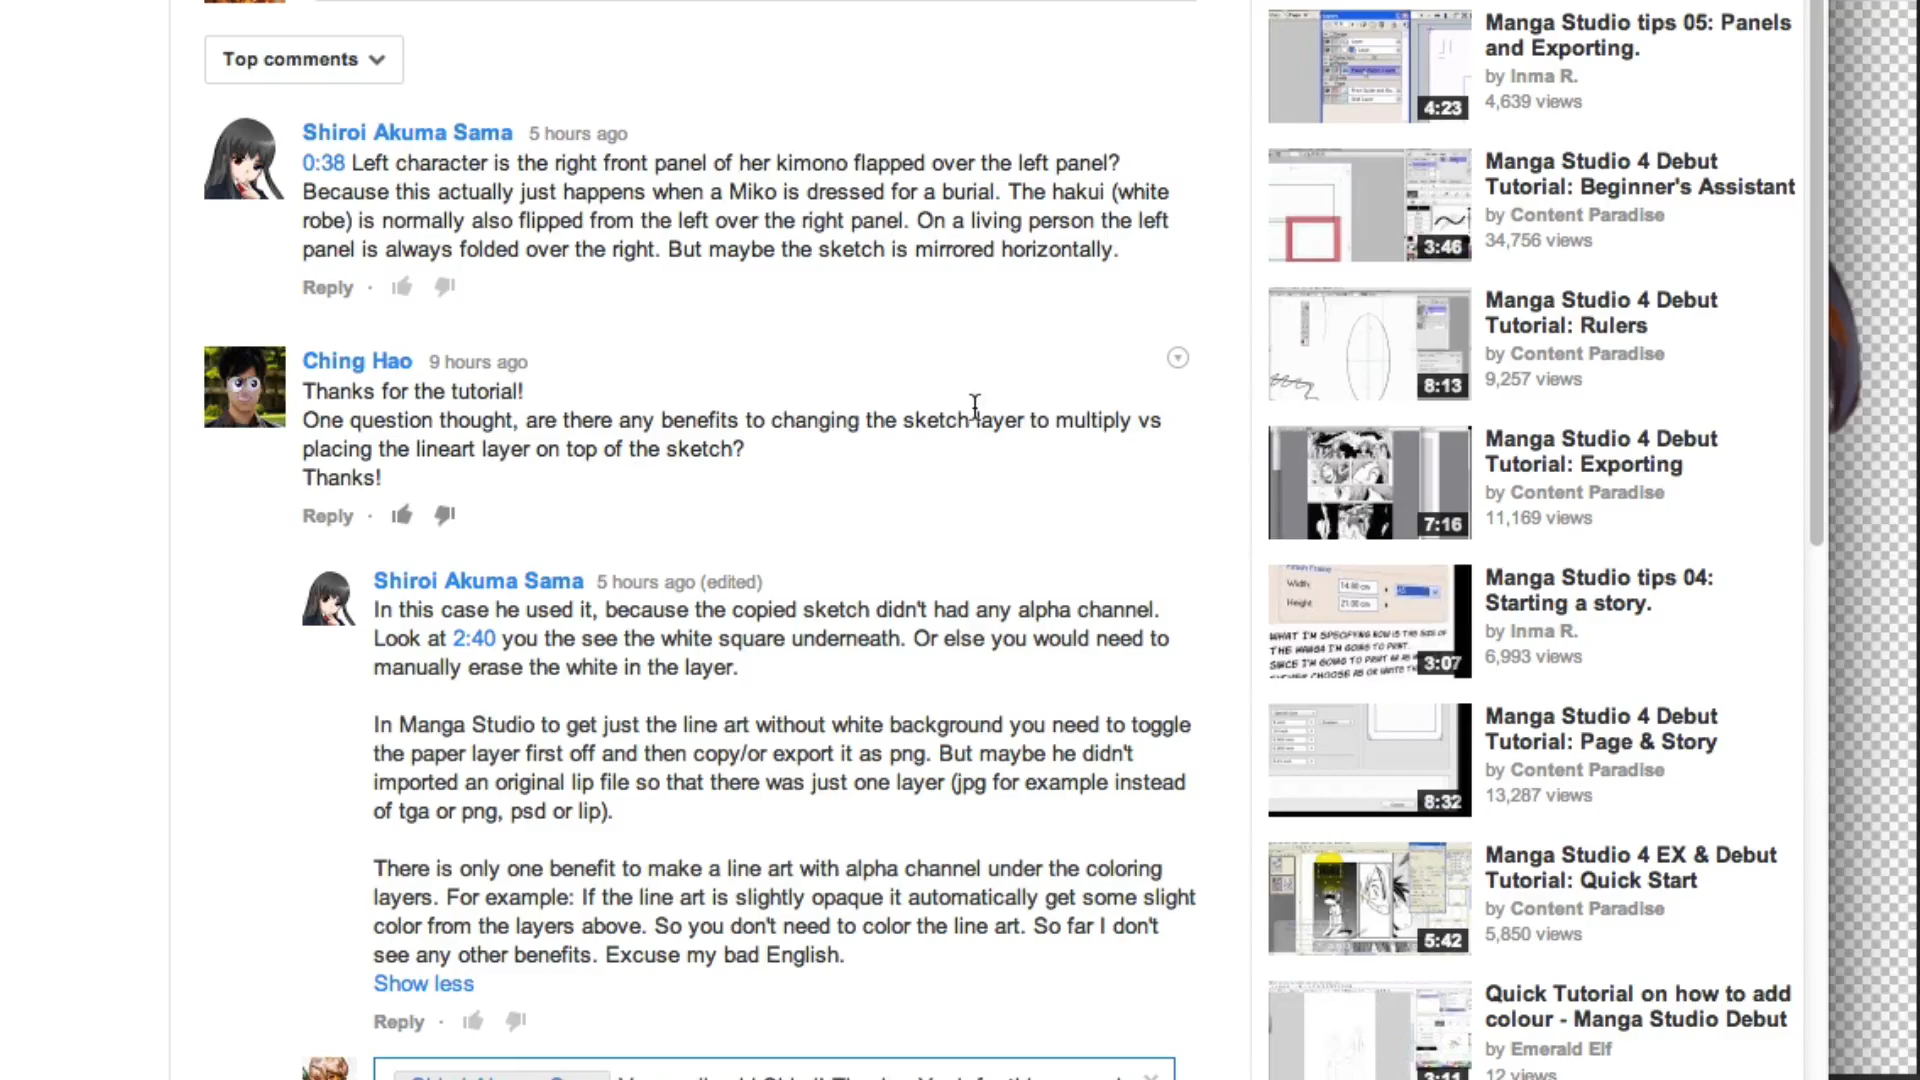 Top comments
Shiroi Akuma Sama 5 hours ago
0:38 Left character is the right front panel of her kimono flapped over the left panel?
Because this actually just happens when a Miko is dressed for a burial. The hakui (white
robe) is normally also flipped from the left over the right panel. On a living person the left
panel is always folded over the right. But maybe the sketch is mirrored horizontally.
Reply ·
Ching Hao 9 hours ago
Thanks for the tutorial!
One question thought, are there any benefits to changing the sketch layer to multiply vs
placing the lineart layer on top of the sketch?
Thanks!
Reply ·
Shiroi Akuma Sama 5 hours ago (edited)
In this case he used it, because the copied sketch didn't had any alpha channel.
Look at 2:40 you the see the white square underneath. Or else you would need to
manually erase the white in the layer.
In Manga Studio to get just the line art without white background you need to toggle
the paper layer first off and then copy/or export it as png. But maybe he didn't
imported an original lip file so that there was just one layer (jpg for example instead
of tga or png, psd or lip).
There is only one benefit to make a line art with alpha channel under the coloring
layers. For example: If the line art is slightly opaque it automatically get some slight
color from the layers above. So you don't need to color the line art. So far I don't
see any other benefits. Excuse my bad English.
Show less
Reply ·
Manga Studio tips 05: Panels
and Exporting.
by Inma R.
4,639 views
4:23
Manga Studio 4 Debut
Tutorial: Beginner's Assistant
by Content Paradise
34,756 views
3:46
Manga Studio 4 Debut
Tutorial: Rulers
by Content Paradise
9,257 views
8:13
Manga Studio 4 Debut
Tutorial: Exporting
by Content Paradise
11,169 views
7:16
Manga Studio tips 04:
Starting a story.
by Inma R.
6,993 views
Width:
Height:
WHAT I'M SPECIFYING NOW IS THE SIZE OF
THE MANGA I'M GOING TO PRINT.
3:07
Manga Studio 4 Debut
Tutorial: Page & Story
by Content Paradise
13,287 views
8:32
Manga Studio 4 EX & Debut
Tutorial: Quick Start
by Content Paradise
5,850 views
5:42
Quick Tutorial on how to add
colour - Manga Studio Debut
by Emerald Elf
12 views
3:11